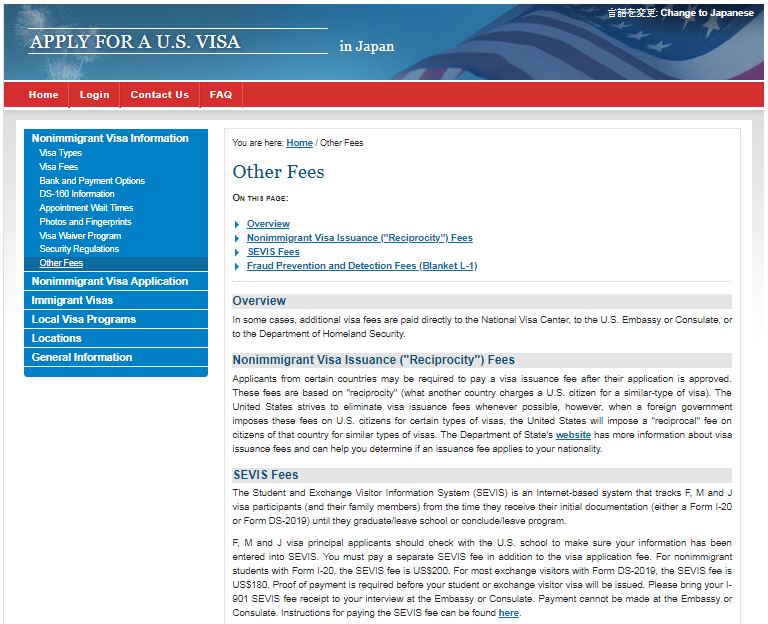 言語を変更: Change to Japanese
APPLY FOR A U.S. VISA
in Japan
Home Login Contact Us FAQ
Nonimmigrant Visa Information
Visa Types
Visa Fees
Bank and Payment Options
DS-160 Information
Appointment Wait Times
Photos and Fingerprints
Visa Waiver Program
Security Regulations
Other Fees
Nonimmigrant Visa Application
Immigrant Visas
Local Visa Programs
Locations
General Information
You are here: Home / Other Fees
Other Fees
On this page:
Overview
Nonimmigrant Visa Issuance ("Reciprocity") Fees
SEVIS Fees
Fraud Prevention and Detection Fees (Blanket L-1)
Overview
In some cases, additional visa fees are paid directly to the National Visa Center, to the U.S. Embassy or Consulate, or
to the Department of Homeland Security.
Nonimmigrant Visa Issuance ("Reciprocity") Fees
Applicants from certain countries may be required to pay a visa issuance fee after their application is approved.
These fees are based on "reciprocity" (what another country charges a U.S. citizen for a similar-type of visa). The
United States strives to eliminate visa issuance fees whenever possible, however, when a foreign government
imposes these fees on U.S. citizens for certain types of visas, the United States will impose a "reciprocal" fee on
citizens of that country for similar types of visas. The Department of State's website has more information about visa
issuance fees and can help you determine if an issuance fee applies to your nationality.
SEVIS Fees
The Student and Exchange Visitor Information System (SEVIS) is an Internet-based system that tracks F, M and J
visa participants (and their family members) from the time they receive their initial documentation (either a Form I-20
or Form DS-2019) until they graduate/leave school or conclude/leave program.
F, M and J visa principal applicants should check with the U.S. school to make sure your information has been
entered into SEVIS. You must pay a separate SEVIS fee in addition to the visa application fee. For nonimmigrant
students with Form I-20, the SEVIS fee is US$200. For most exchange visitors with Form DS-2019, the SEVIS fee is
US$180. Proof of payment is required before your student or exchange visitor visa will be issued. Please bring your I-
901 SEVIS fee receipt to your interview at the Embassy or Consulate. Payment cannot be made at the Embassy or
Consulate. Instructions for paying the SEVIS fee can be found here.